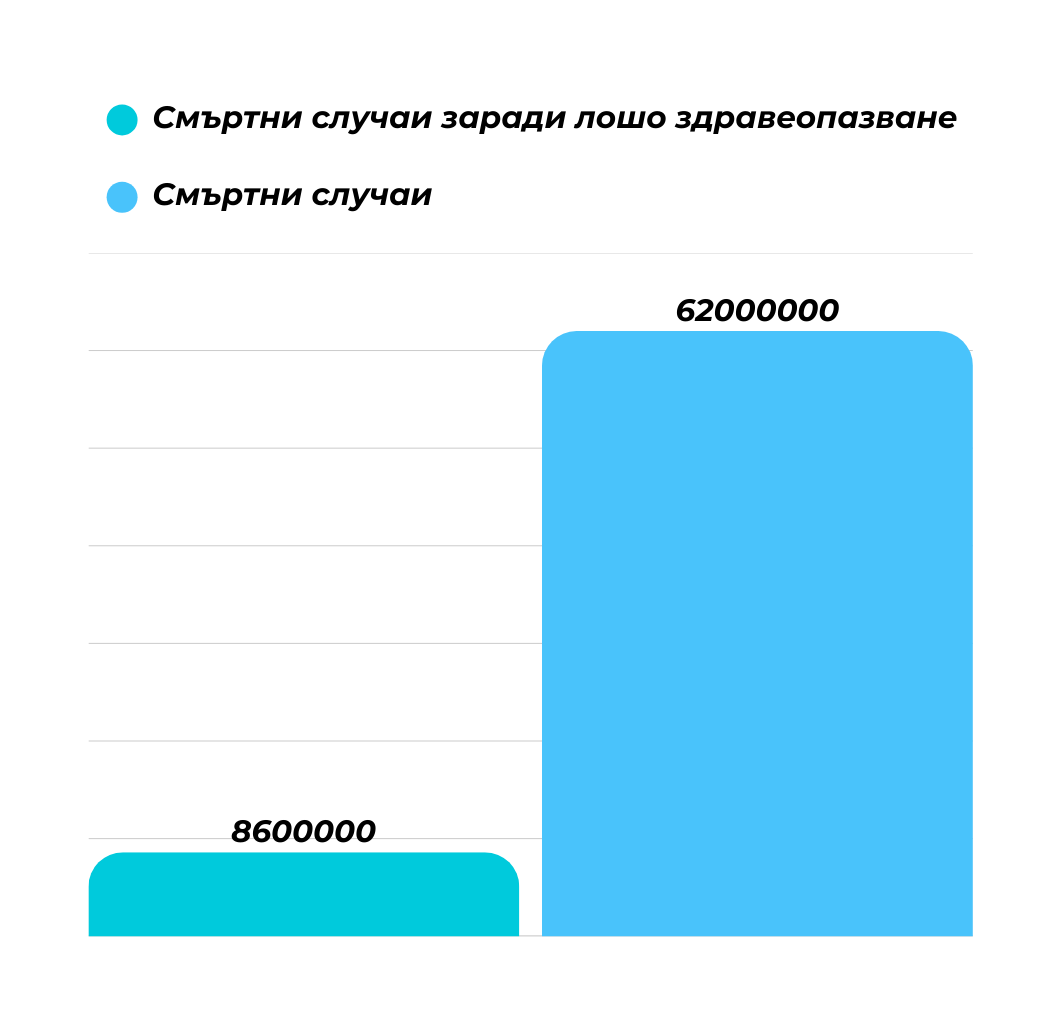 Смъртни случаи заради лошо здравеопазване
Смъртни случаи
62000000
8600000